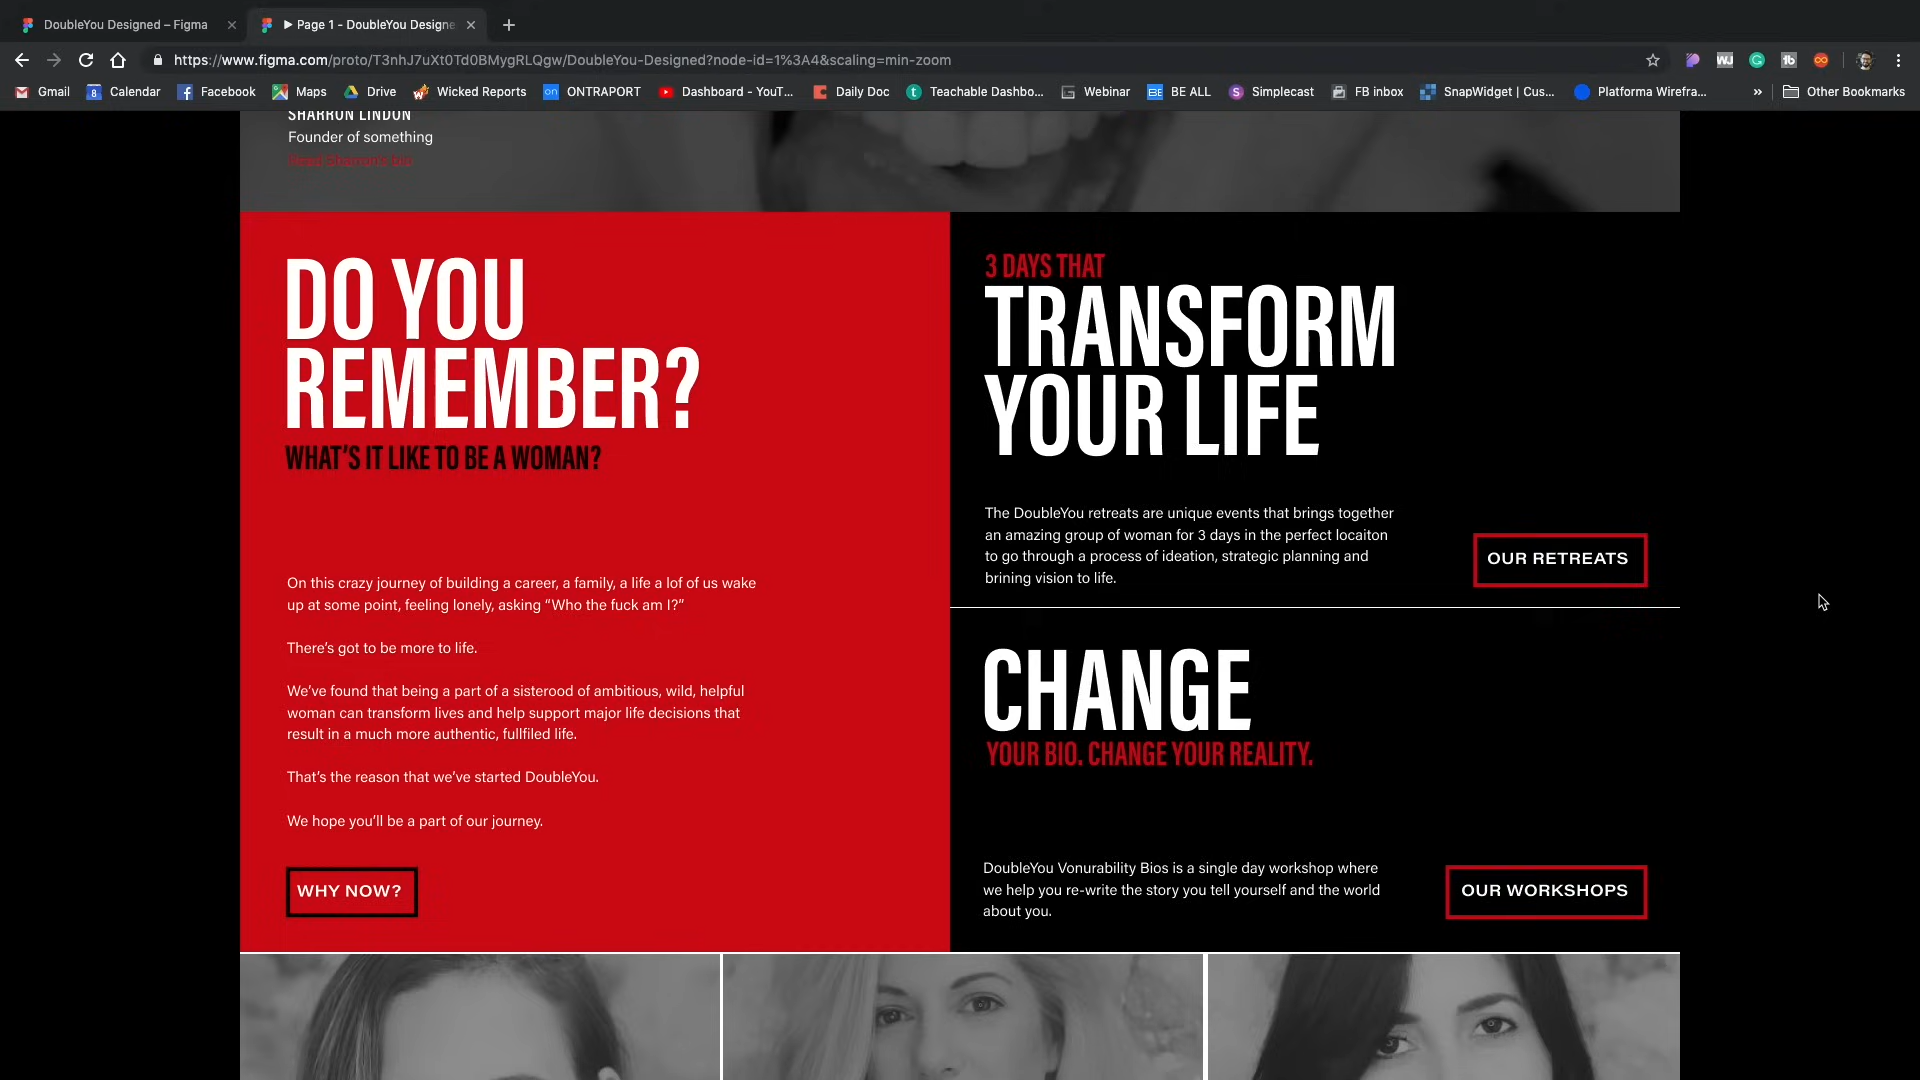 DoubleYou Designed – Figma
▶ Page 1 - DoubleYou Designe
https://www.figma.com/proto/T3nhJ7uXt0Td0BMygRLQgw/DoubleYou-Designed?node-id=1%3A4&scaling=min-zoom
Gmail
8
Calendar
Facebook
Maps
Drive
Wicked Reports
on
ONTRAPORT
Dashboard - YouT...
Daily Doc
t
Teachable Dashbo...
Webinar
BE
BE ALL
S
Simplecast
FB inbox
SnapWidget | Cus...
Platforma Wirefra...
»
Other Bookmarks
SHARRON LINDON
Founder of something
Read Sharron's bio
DO YOU
REMEMBER?
WHAT'S IT LIKE TO BE A WOMAN?
On this crazy journey of building a career, a family, a life a lof of us wake
up at some point, feeling lonely, asking “Who the fuck am I?”
There's got to be more to life.
We've found that being a part of a sisterood of ambitious, wild, helpful
woman can transform lives and help support major life decisions that
result in a much more authentic, fullfiled life.
That's the reason that we've started DoubleYou.
We hope you'll be a part of our journey.
WHY NOW?
3 DAYS THAT
TRANSFORM
YOUR LIFE
The DoubleYou retreats are unique events that brings together
an amazing group of woman for 3 days in the perfect locaiton
to go through a process of ideation, strategic planning and
brining vision to life.
OUR RETREATS
CHANGE
YOUR BIO. CHANGE YOUR REALITY.
DoubleYou Vonurability Bios is a single day workshop where
we help you re-write the story you tell yourself and the world
about you.
OUR WORKSHOPS